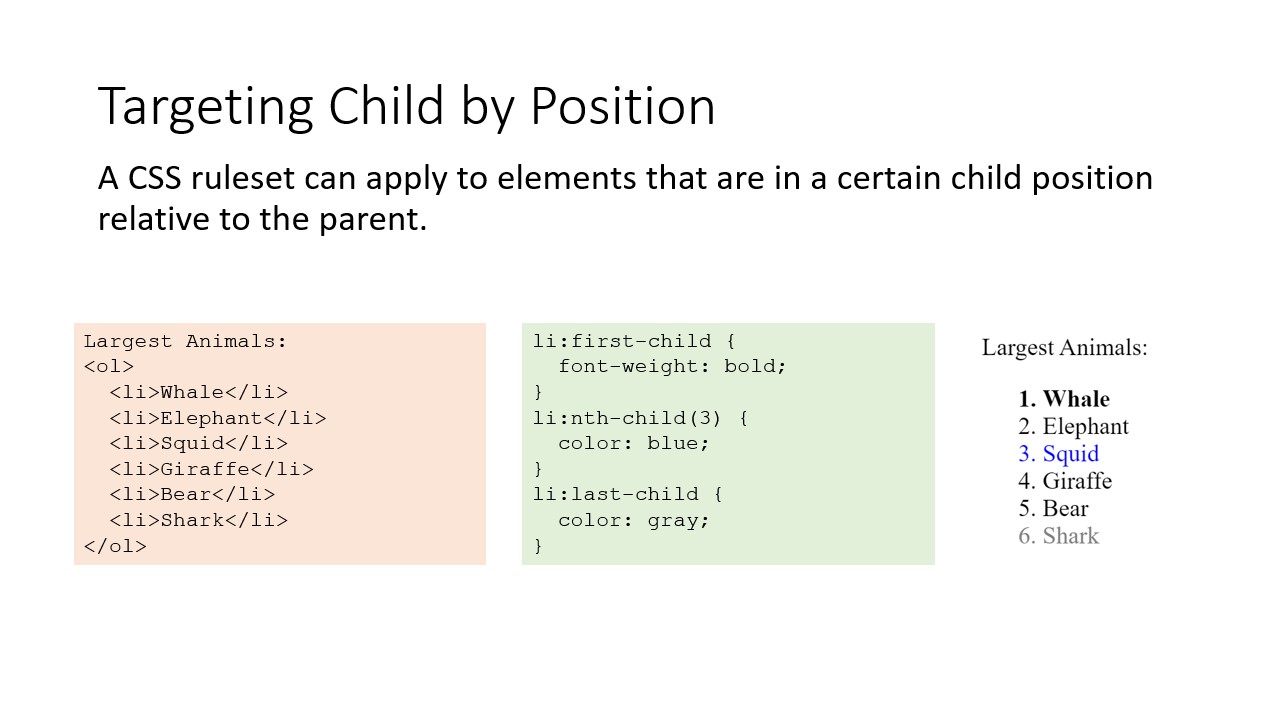 Targeting Child by Position
A CSS ruleset can apply to elements that are in a certain child position
relative to the parent.
Largest Animals:
<ol>
  <li>Whale</li>
  <li>Elephant</li>
  <li>Squid</li>
  <li>Giraffe</li>
  <li>Bear</li>
  <li>Shark</li>
</ol>
li:first-child {
  font-weight: bold;
}
li:nth-child(3) {
  color: blue;
}
li:last-child {
  color: gray;
}
Largest Animals:
1. Whale
2. Elephant
3. Squid
4. Giraffe
5. Bear
6. Shark